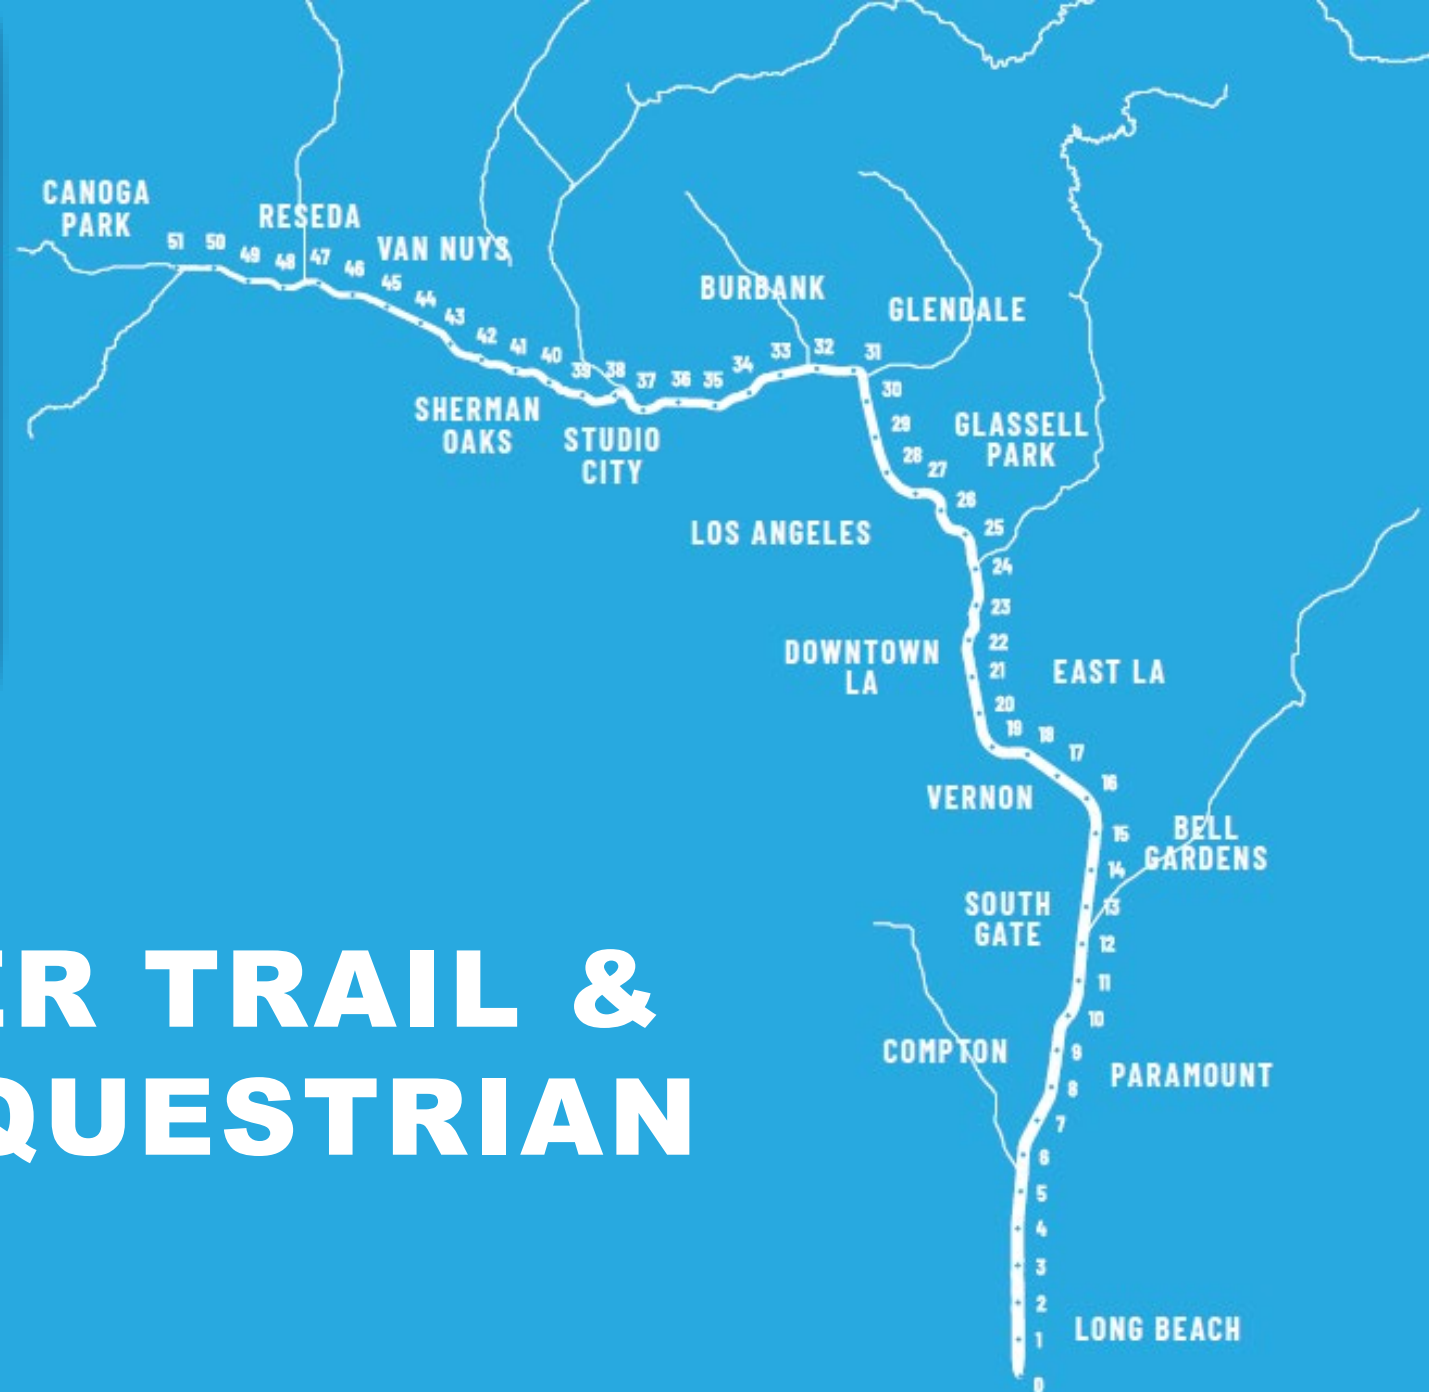 CANOGA
PARK
51
50
49
48
RESEDA
47
46
VAN NUYS
45
44
43
42
41
40
39
38
37
36
35
34
33
32
31
SHERMAN
OAKS
STUDIO
CITY
BURBANK
GLENDALE
30
29
28
27
26
25
24
GLASSELL
PARK
LOS ANGELES
23
22
21
20
19
18
17
16
15
14
13
12
11
10
9
8
7
6
5
4
3
2
1
0
DOWNTOWN
LA
EAST LA
VERNON
BELL
GARDENS
SOUTH
GATE
COMPTON
PARAMOUNT
LONG BEACH
ER TRAIL &
QUESTRIAN